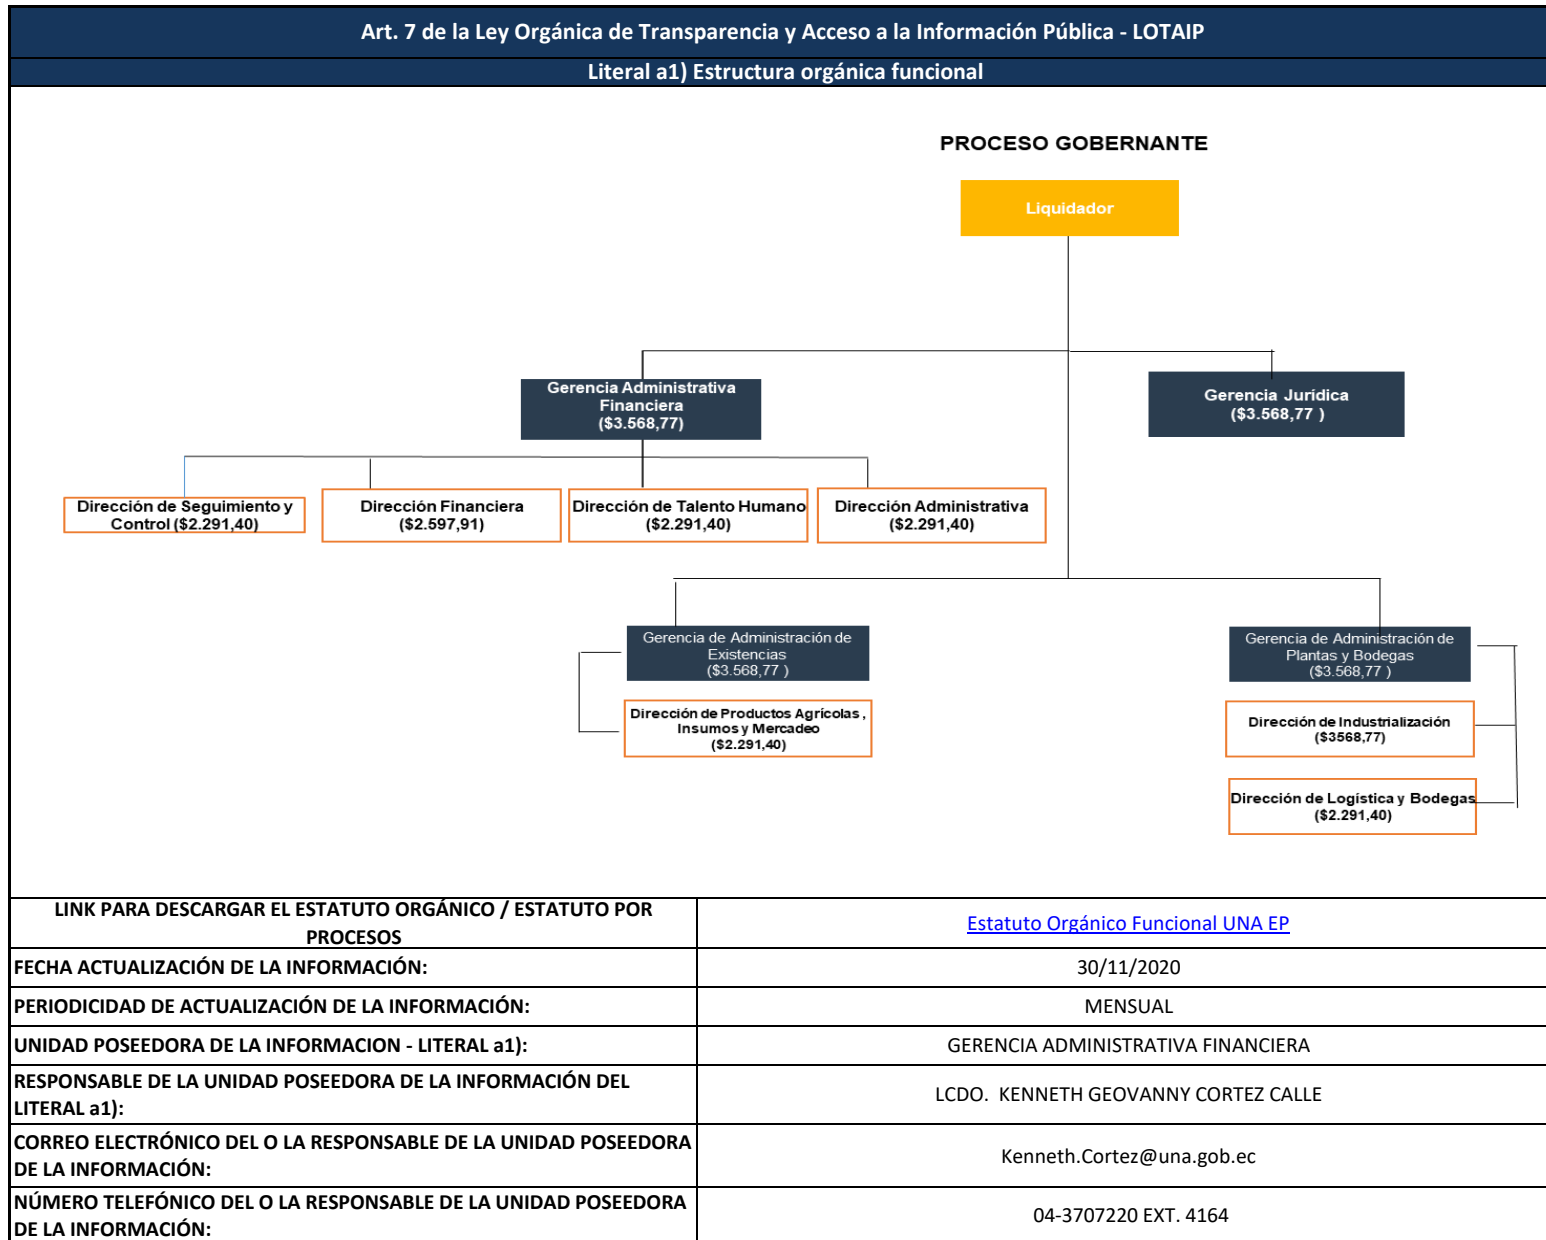 Art. 7 de la Ley Orgánica de Transparencia y Acceso a la Información Pública - LOTAIP
Literal a1) Estructura orgánica funcional
PROCESO GOBERNANTE
Liquidador
Gerencia Administrativa
Financiera
($3.568,77)
Gerencia Jurídica
($3.568,77 )
Dirección de Seguimiento y
Control ($2.291,40)
Dirección Financiera
($2.597,91)
Dirección de Talento Humano
($2.291,40)
Dirección Administrativa
($2.291,40)
Gerencia de Administración de
Existencias
($3.568,77 )
Gerencia de Administración de
Plantas y Bodegas
($3.568,77 )
Dirección de Productos Agrícolas ,
Insumos y Mercadeo
($2.291,40)
Dirección de Industrialización
($3568,77)
Dirección de Logística y Bodegas
($2.291,40)
LINK PARA DESCARGAR EL ESTATUTO ORGÁNICO / ESTATUTO POR
PROCESOS
Estatuto Orgánico Funcional UNA EP
FECHA ACTUALIZACIÓN DE LA INFORMACIÓN:
30/11/2020
PERIODICIDAD DE ACTUALIZACIÓN DE LA INFORMACIÓN:
MENSUAL
UNIDAD POSEEDORA DE LA INFORMACION - LITERAL a1):
GERENCIA ADMINISTRATIVA FINANCIERA
RESPONSABLE DE LA UNIDAD POSEEDORA DE LA INFORMACIÓN DEL
LITERAL a1):
LCDO.  KENNETH GEOVANNY CORTEZ CALLE
CORREO ELECTRÓNICO DEL O LA RESPONSABLE DE LA UNIDAD POSEEDORA
DE LA INFORMACIÓN:
Kenneth.Cortez@una.gob.ec
NÚMERO TELEFÓNICO DEL O LA RESPONSABLE DE LA UNIDAD POSEEDORA
DE LA INFORMACIÓN:
04-3707220 EXT. 4164